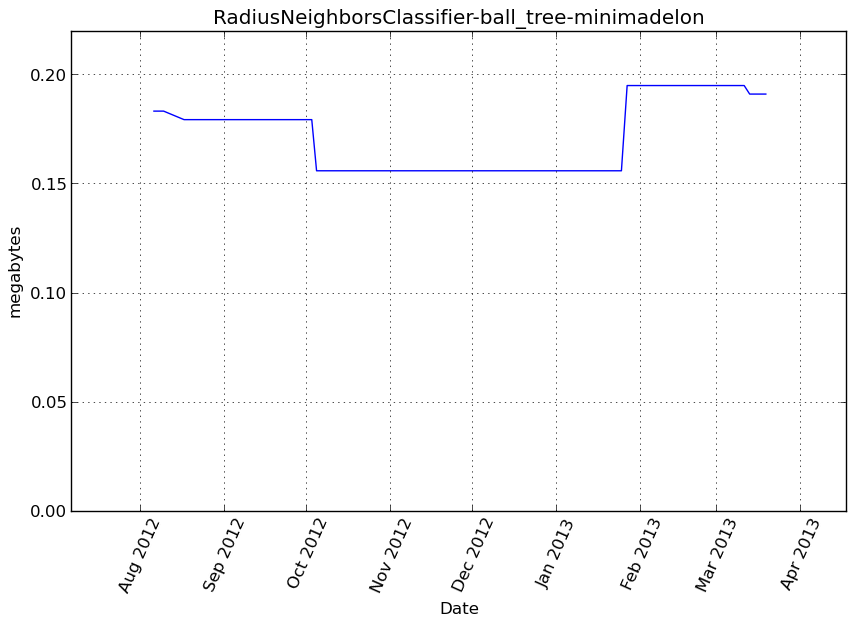 RadiusNeighborsClassifier-ball_tree-minimadelon
0.20
0.15
0.10
0.05
0.00
megabytes
Aug 2012
Sep 2012
Oct 2012
Nov 2012
Dec 2012
Jan 2013
Feb 2013
Mar 2013
Apr 2013
Date